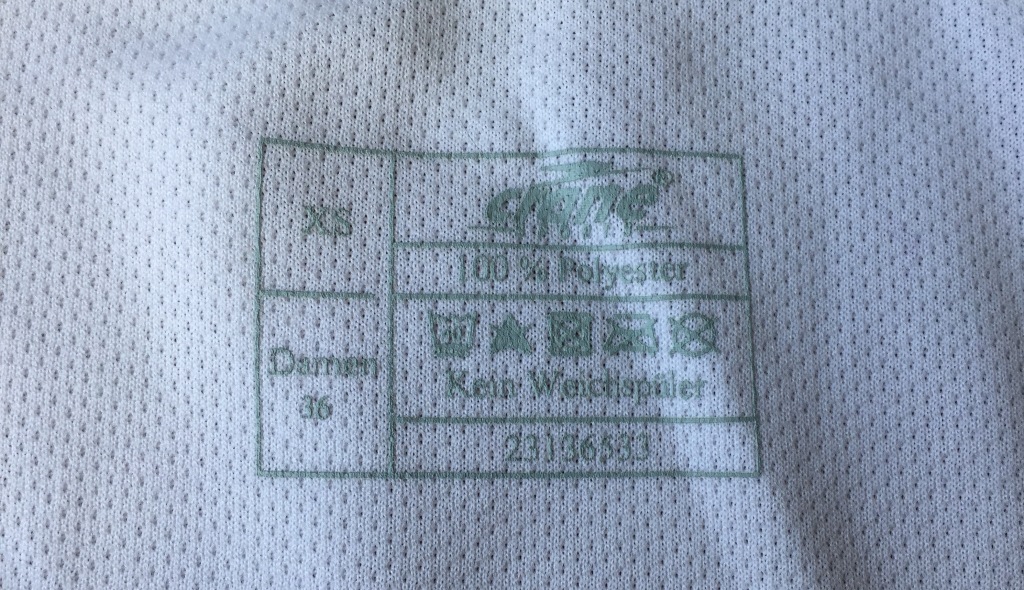 XS
crane®
100 % Polyester
Kein Weichspüler
Damen
36
23136533